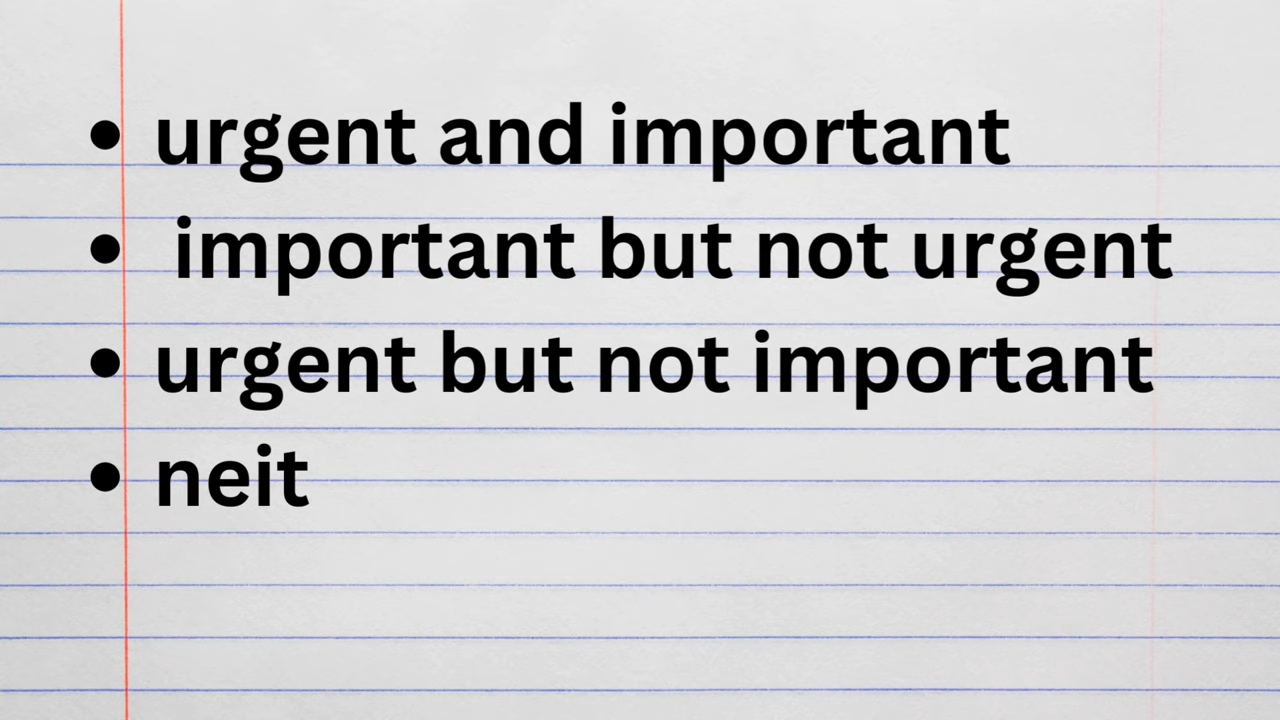 • urgent and important
• important but not urgent
• urgent but not important
• neit